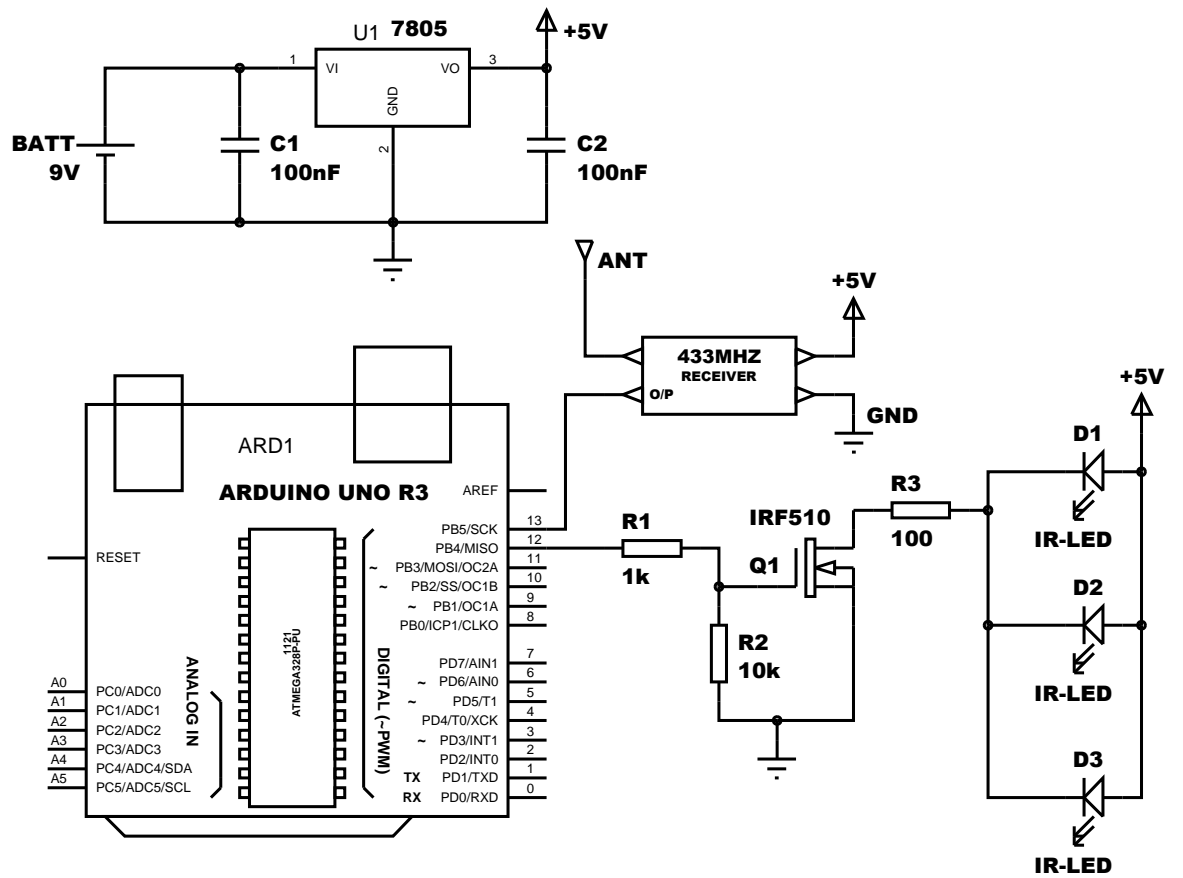 U1 7805
+5V
1
VI
VO
3
GND
2
BATT
9V
C1
100nF
C2
100nF
ANT
+5V
433MHZ
RECEIVER
O/P
GND
+5V
ARD1
ARDUINO UNO R3
AREF
RESET
PB5/SCK 13
PB4/MISO 12
~ PB3/MOSI/OC2A 11
~ PB2/SS/OC1B 10
~ PB1/OC1A 9
PB0/ICP1/CLKO 8
PD7/AIN1 7
~ PD6/AIN0 6
~ PD5/T1 5
PD4/T0/XCK 4
~ PD3/INT1 3
PD2/INT0 2
TX PD1/TXD 1
RX PD0/RXD 0
A0 PC0/ADC0
A1 PC1/ADC1
A2 PC2/ADC2
A3 PC3/ADC3
A4 PC4/ADC4/SDA
A5 PC5/ADC5/SCL
ANALOG IN
1121
ATMEGA328P-PU
DIGITAL (~PWM)
R1
1k
R2
10k
IRF510
Q1
R3
100
D1
IR-LED
D2
IR-LED
D3
IR-LED